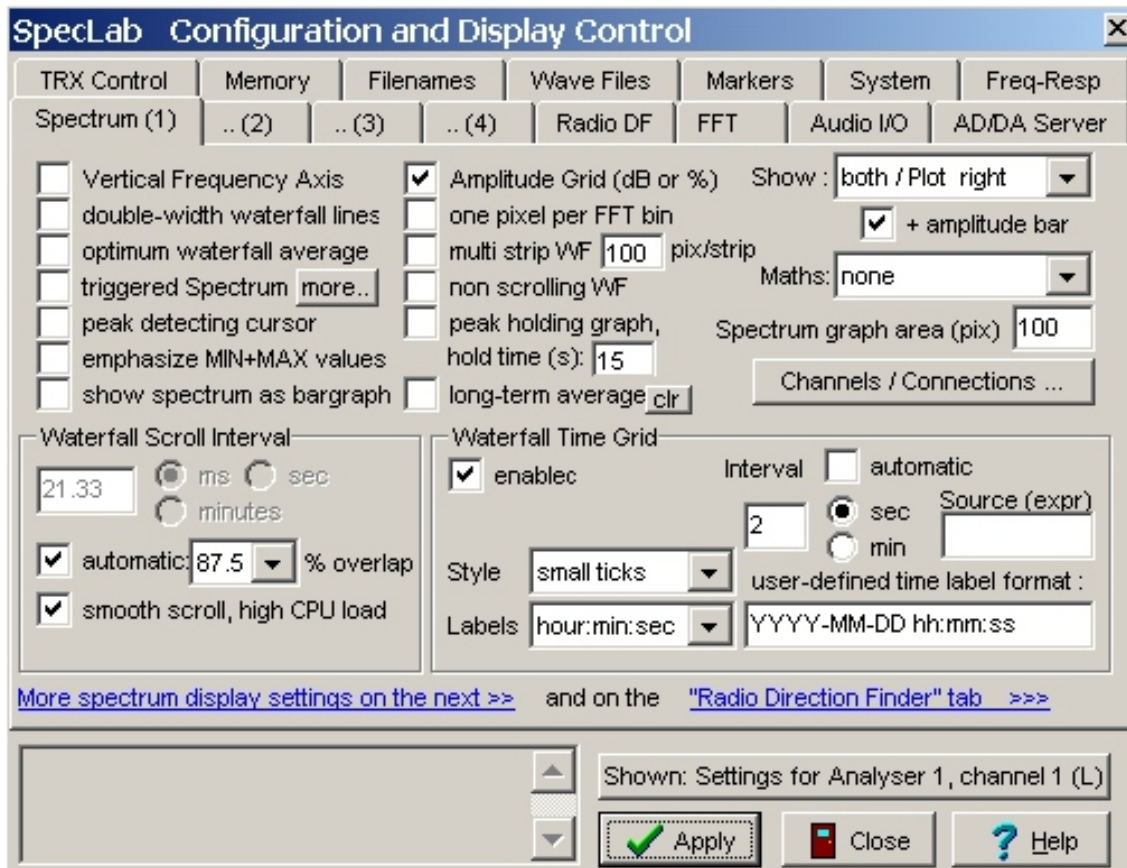 SpecLab Configuration and Display Control
TRX Control Memory Filenames Wave Files Markers System Freq-Resp
Spectrum (1) .. (2) .. (3) .. (4) Radio DF FFT Audio I/O AD/DA Server
Vertical Frequency Axis Amplitude Grid (dB or %) Show : both / Plot right
double-width waterfall lines one pixel per FFT bin + amplitude bar
optimum waterfall average multi strip WF 100 pix/strip
triggered Spectrum more.. non scrolling WF Maths: none
peak detecting cursor peak holding graph, Spectrum graph area (pix) 100
emphasize MIN+MAX values hold time (s): 15
show spectrum as bargraph long-term average clr Channels / Connections ...
Waterfall Scroll Interval
21.33 ms sec
minutes
automatic: 87.5 % overlap
smooth scroll, high CPU load
Waterfall Time Grid
enablec Interval automatic
2 sec Source (expr)
min
Style small ticks user-defined time label format :
Labels hour:min:sec YYYY-MM-DD hh:mm:ss
More spectrum display settings on the next >> and on the "Radio Direction Finder" tab >>>
Shown: Settings for Analyser 1, channel 1 (L)
Apply Close Help